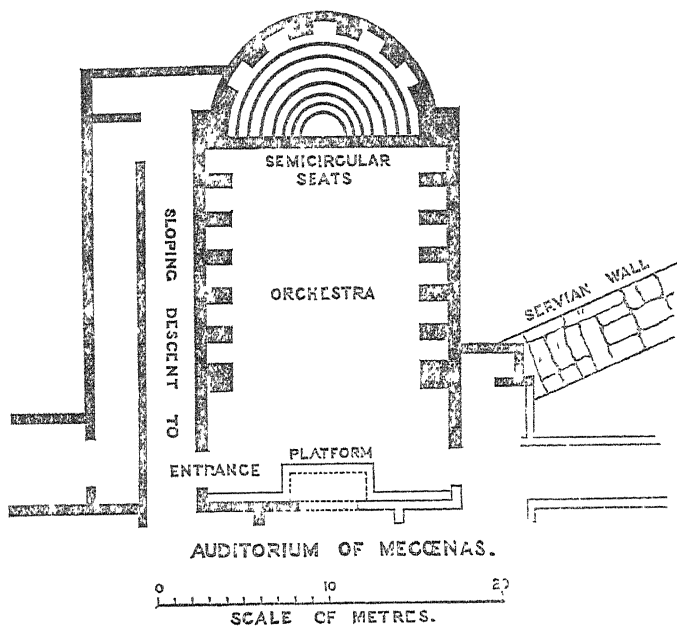 SEMICIRCULAR
SEATS
SLOPING DESCENT TO
ORCHESTRA
SERVIAN WALL
PLATFORM
ENTRANCE
AUDITORIUM OF MECŒNAS.
0 10 20
SCALE OF METRES.